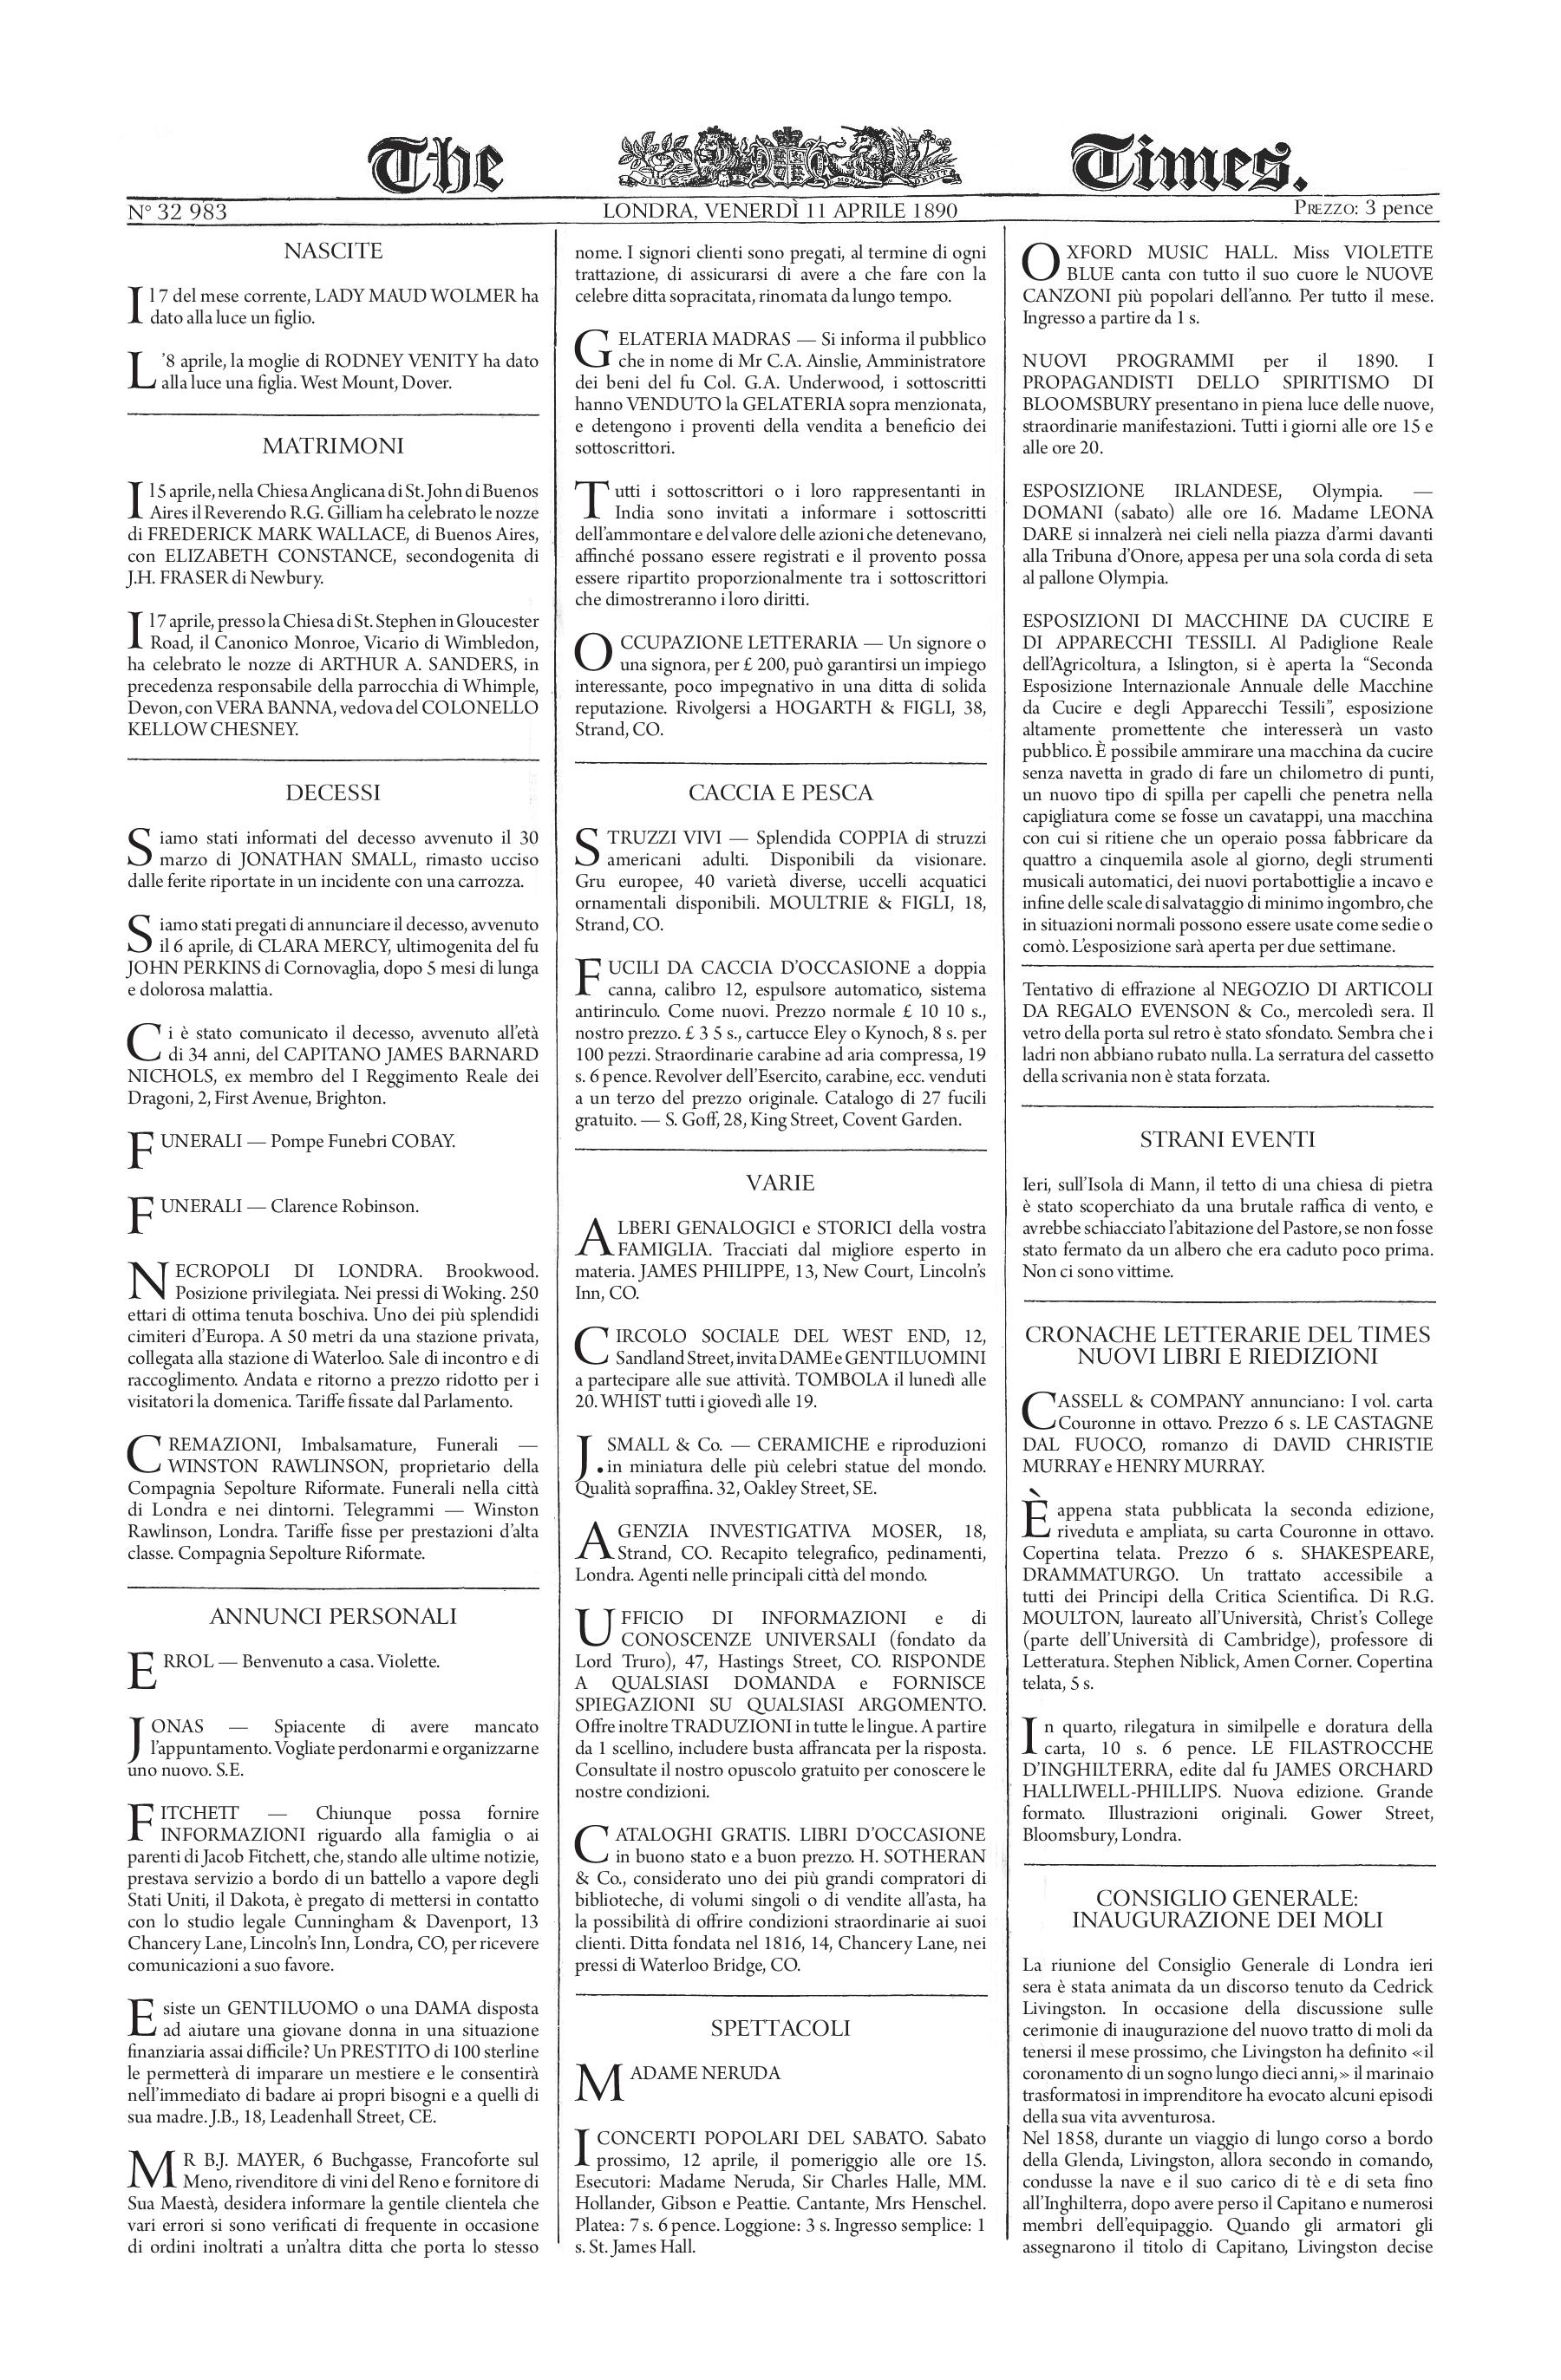 The Times.
DIEU ET MON DROIT
N° 32 983
LONDRA, VENERDÌ 11 APRILE 1890
PREZZO: 3 pence
NASCITE
Il 7 del mese corrente, LADY MAUD WOLMER ha
dato alla luce un figlio.
L'8 aprile, la moglie di RODNEY VENITY ha dato
alla luce una figlia. West Mount, Dover.
MATRIMONI
Il 5 aprile, nella Chiesa Anglicana di St. John di Buenos
Aires il Reverendo R.G. Gilliam ha celebrato le nozze
di FREDERICK MARK WALLACE, di Buenos Aires,
con ELIZABETH CONSTANCE, secondogenita di
J.H. FRASER di Newbury.
Il 7 aprile, presso la Chiesa di St. Stephen in Gloucester
Road, il Canonico Monroe, Vicario di Wimbledon,
ha celebrato le nozze di ARTHUR A. SANDERS, in
precedenza responsabile della parrocchia di Whimple,
Devon, con VERA BANNA, vedova del COLONELLO
KELLOW CHESNEY.
DECESSI
Siamo stati informati del decesso avvenuto il 30
marzo di JONATHAN SMALL, rimasto ucciso
dalle ferite riportate in un incidente con una carrozza.
Siamo stati pregati di annunciare il decesso, avvenuto
il 6 aprile, di CLARA MERCY, ultimogenita del fu
JOHN PERKINS di Cornovaglia, dopo 5 mesi di lunga
e dolorosa malattia.
Ci è stato comunicato il decesso, avvenuto all'età
di 34 anni, del CAPITANO JAMES BARNARD
NICHOLS, ex membro del I Reggimento Reale dei
Dragoni, 2, First Avenue, Brighton.
FUNERALI — Pompe Funebri COBAY.
FUNERALI — Clarence Robinson.
NECROPOLI DI LONDRA. Brookwood.
Posizione privilegiata. Nei pressi di Woking. 250
ettari di ottima tenuta boschiva. Uno dei più splendidi
cimiteri d'Europa. A 50 metri da una stazione privata,
collegata alla stazione di Waterloo. Sale di incontro e di
raccoglimento. Andata e ritorno a prezzo ridotto per i
visitatori la domenica. Tariffe fissate dal Parlamento.
CREMAZIONI, Imbalsamature, Funerali —
WINSTON RAWLINSON, proprietario della
Compagnia Sepolture Riformate. Funerali nella città
di Londra e nei dintorni. Telegrammi — Winston
Rawlinson, Londra. Tariffe fisse per prestazioni d'alta
classe. Compagnia Sepolture Riformate.
ANNUNCI PERSONALI
ERROL — Benvenuto a casa. Violette.
JONAS — Spiacente di avere mancato
l'appuntamento. Vogliate perdonarmi e organizzarne
uno nuovo. S.E.
FITCHETT — Chiunque possa fornire
INFORMAZIONI riguardo alla famiglia o ai
parenti di Jacob Fitchett, che, stando alle ultime notizie,
prestava servizio a bordo di un battello a vapore degli
Stati Uniti, il Dakota, è pregato di mettersi in contatto
con lo studio legale Cunningham & Davenport, 13
Chancery Lane, Lincoln's Inn, Londra, CO, per ricevere
comunicazioni a suo favore.
Esiste un GENTILUOMO o una DAMA disposta
ad aiutare una giovane donna in una situazione
finanziaria assai difficile? Un PRESTITO di 100 sterline
le permetterà di imparare un mestiere e le consentirà
nell'immediato di badare ai propri bisogni e a quelli di
sua madre. J.B., 18, Leadenhall Street, CE.
MR B.J. MAYER, 6 Buchgasse, Francoforte sul
Meno, rivenditore di vini del Reno e fornitore di
Sua Maestà, desidera informare la gentile clientela che
vari errori si sono verificati di frequente in occasione
di ordini inoltrati a un'altra ditta che porta lo stesso
nome. I signori clienti sono pregati, al termine di ogni
trattazione, di assicurarsi di avere a che fare con la
celebre ditta sopracitata, rinomata da lungo tempo.
GELATERIA MADRAS — Si informa il pubblico
che in nome di Mr C.A. Ainslie, Amministratore
dei beni del fu Col. G.A. Underwood, i sottoscritti
hanno VENDUTO la GELATERIA sopra menzionata,
e detengono i proventi della vendita a beneficio dei
sottoscrittori.
Tutti i sottoscrittori o i loro rappresentanti in
India sono invitati a informare i sottoscritti
dell'ammontare e del valore delle azioni che detenevano,
affinché possano essere registrati e il provento possa
essere ripartito proporzionalmente tra i sottoscrittori
che dimostreranno i loro diritti.
OCCUPAZIONE LETTERARIA — Un signore o
una signora, per £ 200, può garantirsi un impiego
interessante, poco impegnativo in una ditta di solida
reputazione. Rivolgersi a HOGARTH & FIGLI, 38,
Strand, CO.
CACCIA E PESCA
STRUZZI VIVI — Splendida COPPIA di struzzi
americani adulti. Disponibili da visionare.
Gru europee, 40 varietà diverse, uccelli acquatici
ornamentali disponibili. MOULTRIE & FIGLI, 18,
Strand, CO.
FUCILI DA CACCIA D'OCCASIONE a doppia
canna, calibro 12, espulsore automatico, sistema
antirinculo. Come nuovi. Prezzo normale £ 10 10 s.,
nostro prezzo. £ 3 5 s., cartucce Eley o Kynoch, 8 s. per
100 pezzi. Straordinarie carabine ad aria compressa, 19
s. 6 pence. Revolver dell'Esercito, carabine, ecc. venduti
a un terzo del prezzo originale. Catalogo di 27 fucili
gratuito. — S. Goff, 28, King Street, Covent Garden.
VARIE
ALBERI GENALOGICI e STORICI della vostra
FAMIGLIA. Tracciati dal migliore esperto in
materia. JAMES PHILIPPE, 13, New Court, Lincoln's
Inn, CO.
CIRCOLO SOCIALE DEL WEST END, 12,
Sandland Street, invita DAME e GENTILUOMINI
a partecipare alle sue attività. TOMBOLA il lunedì alle
20. WHIST tutti i giovedì alle 19.
J. SMALL & Co. — CERAMICHE e riproduzioni
in miniatura delle più celebri statue del mondo.
Qualità sopraffina. 32, Oakley Street, SE.
AGENZIA INVESTIGATIVA MOSER, 18,
Strand, CO. Recapito telegrafico, pedinamenti,
Londra. Agenti nelle principali città del mondo.
UFFICIO DI INFORMAZIONI e di
CONOSCENZE UNIVERSALI (fondato da
Lord Truro), 47, Hastings Street, CO. RISPONDE
A QUALSIASI DOMANDA e FORNISCE
SPIEGAZIONI SU QUALSIASI ARGOMENTO.
Offre inoltre TRADUZIONI in tutte le lingue. A partire
da 1 scellino, includere busta affrancata per la risposta.
Consultate il nostro opuscolo gratuito per conoscere le
nostre condizioni.
CATALOGHI GRATIS. LIBRI D'OCCASIONE
in buono stato e a buon prezzo. H. SOTHERAN
& Co., considerato uno dei più grandi compratori di
biblioteche, di volumi singoli o di vendite all'asta, ha
la possibilità di offrire condizioni straordinarie ai suoi
clienti. Ditta fondata nel 1816, 14, Chancery Lane, nei
pressi di Waterloo Bridge, CO.
SPETTACOLI
MADAME NERUDA
I CONCERTI POPOLARI DEL SABATO. Sabato
prossimo, 12 aprile, il pomeriggio alle ore 15.
Esecutori: Madame Neruda, Sir Charles Halle, MM.
Hollander, Gibson e Peattie. Cantante, Mrs Henschel.
Platea: 7 s. 6 pence. Loggione: 3 s. Ingresso semplice: 1
s. St. James Hall.
OXFORD MUSIC HALL. Miss VIOLETTE
BLUE canta con tutto il suo cuore le NUOVE
CANZONI più popolari dell'anno. Per tutto il mese.
Ingresso a partire da 1 s.
NUOVI PROGRAMMI per il 1890. I
PROPAGANDISTI DELLO SPIRITISMO DI
BLOOMSBURY presentano in piena luce delle nuove,
straordinarie manifestazioni. Tutti i giorni alle ore 15 e
alle ore 20.
ESPOSIZIONE IRLANDESE, Olympia. —
DOMANI (sabato) alle ore 16. Madame LEONA
DARE si innalzerà nei cieli nella piazza d'armi davanti
alla Tribuna d'Onore, appesa per una sola corda di seta
al pallone Olympia.
ESPOSIZIONI DI MACCHINE DA CUCIRE E
DI APPARECCHI TESSILI. Al Padiglione Reale
dell'Agricoltura, a Islington, si è aperta la “Seconda
Esposizione Internazionale Annuale delle Macchine
da Cucire e degli Apparecchi Tessili”, esposizione
altamente promettente che interesserà un vasto
pubblico. È possibile ammirare una macchina da cucire
senza navetta in grado di fare un chilometro di punti,
un nuovo tipo di spilla per capelli che penetra nella
capigliatura come se fosse un cavatappi, una macchina
con cui si ritiene che un operaio possa fabbricare da
quattro a cinquemila asole al giorno, degli strumenti
musicali automatici, dei nuovi portabottiglie a incavo e
infine delle scale di salvataggio di minimo ingombro, che
in situazioni normali possono essere usate come sedie o
comò. L'esposizione sarà aperta per due settimane.
Tentativo di effrazione al NEGOZIO DI ARTICOLI
DA REGALO EVENSON & Co., mercoledì sera. Il
vetro della porta sul retro è stato sfondato. Sembra che i
ladri non abbiano rubato nulla. La serratura del cassetto
della scrivania non è stata forzata.
STRANI EVENTI
Ieri, sull'Isola di Mann, il tetto di una chiesa di pietra
è stato scoperchiato da una brutale raffica di vento, e
avrebbe schiacciato l'abitazione del Pastore, se non fosse
stato fermato da un albero che era caduto poco prima.
Non ci sono vittime.
CRONACHE LETTERARIE DEL TIMES
NUOVI LIBRI E RIEDIZIONI
CASSELL & COMPANY annunciano: I vol. carta
Couronne in ottavo. Prezzo 6 s. LE CASTAGNE
DAL FUOCO, romanzo di DAVID CHRISTIE
MURRAY e HENRY MURRAY.
È appena stata pubblicata la seconda edizione,
riveduta e ampliata, su carta Couronne in ottavo.
Copertina telata. Prezzo 6 s. SHAKESPEARE,
DRAMMATURGO. Un trattato accessibile a
tutti dei Principi della Critica Scientifica. Di R.G.
MOULTON, laureato all'Università, Christ's College
(parte dell'Università di Cambridge), professore di
Letteratura. Stephen Niblick, Amen Corner. Copertina
telata, 5 s.
In quarto, rilegatura in similpelle e doratura della
carta, 10 s. 6 pence. LE FILASTROCCHE
D'INGHILTERRA, edite dal fu JAMES ORCHARD
HALLIWELL-PHILLIPS. Nuova edizione. Grande
formato. Illustrazioni originali. Gower Street,
Bloomsbury, Londra.
CONSIGLIO GENERALE:
INAUGURAZIONE DEI MOLI
La riunione del Consiglio Generale di Londra ieri
sera è stata animata da un discorso tenuto da Cedrick
Livingston. In occasione della discussione sulle
cerimonie di inaugurazione del nuovo tratto di moli da
tenersi il mese prossimo, che Livingston ha definito «il
coronamento di un sogno lungo dieci anni,» il marinaio
trasformatosi in imprenditore ha evocato alcuni episodi
della sua vita avventurosa.
Nel 1858, durante un viaggio di lungo corso a bordo
della Glenda, Livingston, allora secondo in comando,
condusse la nave e il suo carico di tè e di seta fino
all'Inghilterra, dopo avere perso il Capitano e numerosi
membri dell'equipaggio. Quando gli armatori gli
assegnarono il titolo di Capitano, Livingston decise